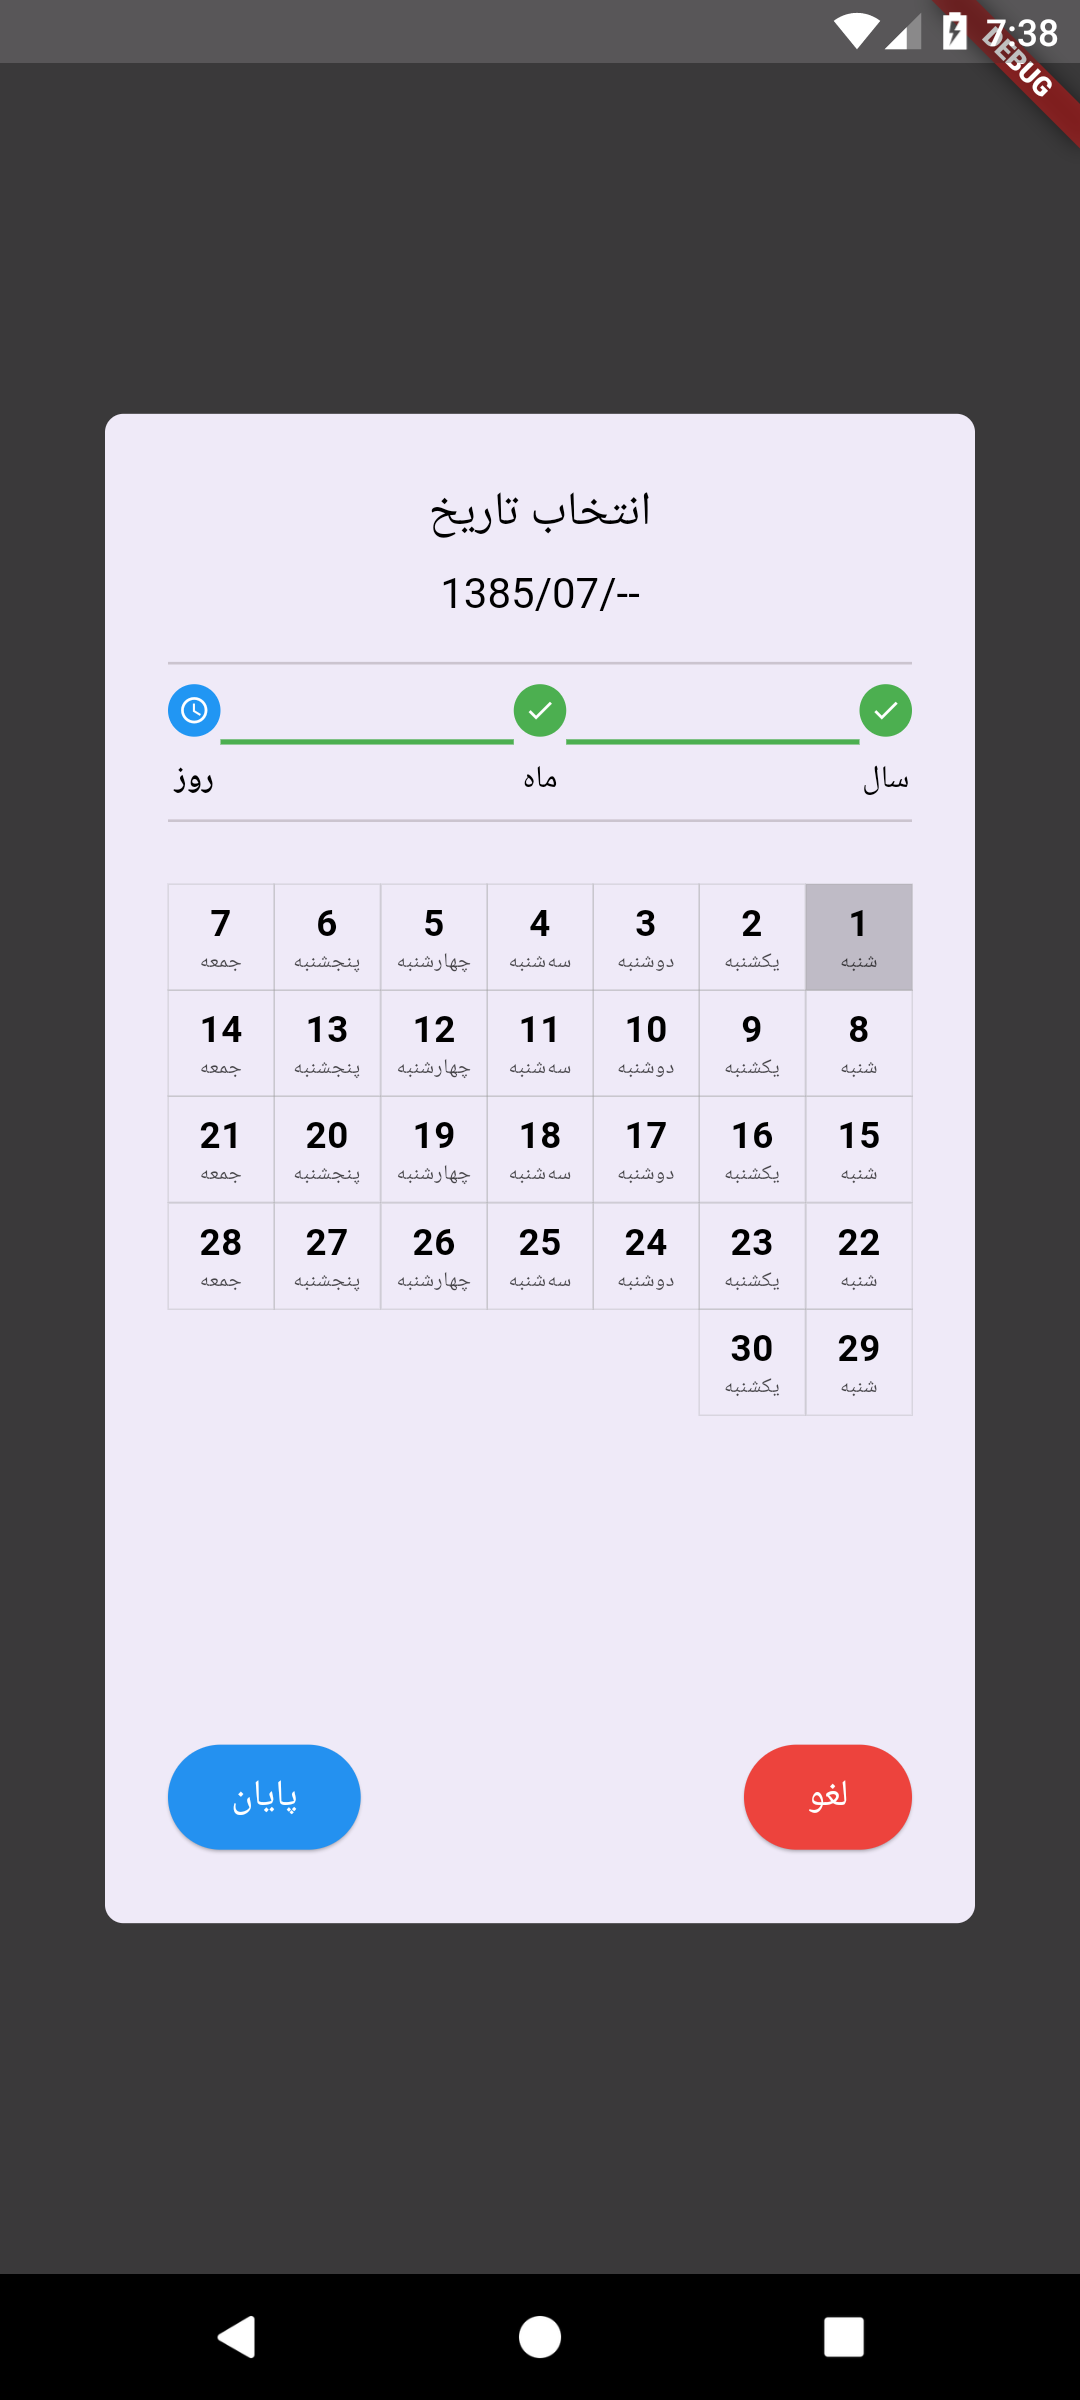 7:38
DEBUG
انتخاب تاریخ
1385/07/--
سال ماه روز
1 2 3 4 5 6 7
شنبه یکشنبه دوشنبه سه‌شنبه چهارشنبه پنجشنبه جمعه
8 9 10 11 12 13 14
شنبه یکشنبه دوشنبه سه‌شنبه چهارشنبه پنجشنبه جمعه
15 16 17 18 19 20 21
شنبه یکشنبه دوشنبه سه‌شنبه چهارشنبه پنجشنبه جمعه
22 23 24 25 26 27 28
شنبه یکشنبه دوشنبه سه‌شنبه چهارشنبه پنجشنبه جمعه
29 30
شنبه یکشنبه
لغو پایان